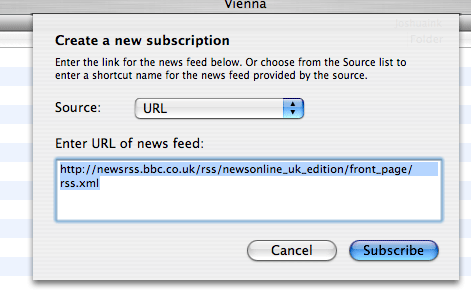 Vienna
Create a new subscription
Enter the link for the news feed below. Or choose from the Source list to
enter a shortcut name for the news feed provided by the source.
Source: URL
Enter URL of news feed:
http://newsrss.bbc.co.uk/rss/newsonline_uk_edition/front_page/
rss.xml
Cancel Subscribe